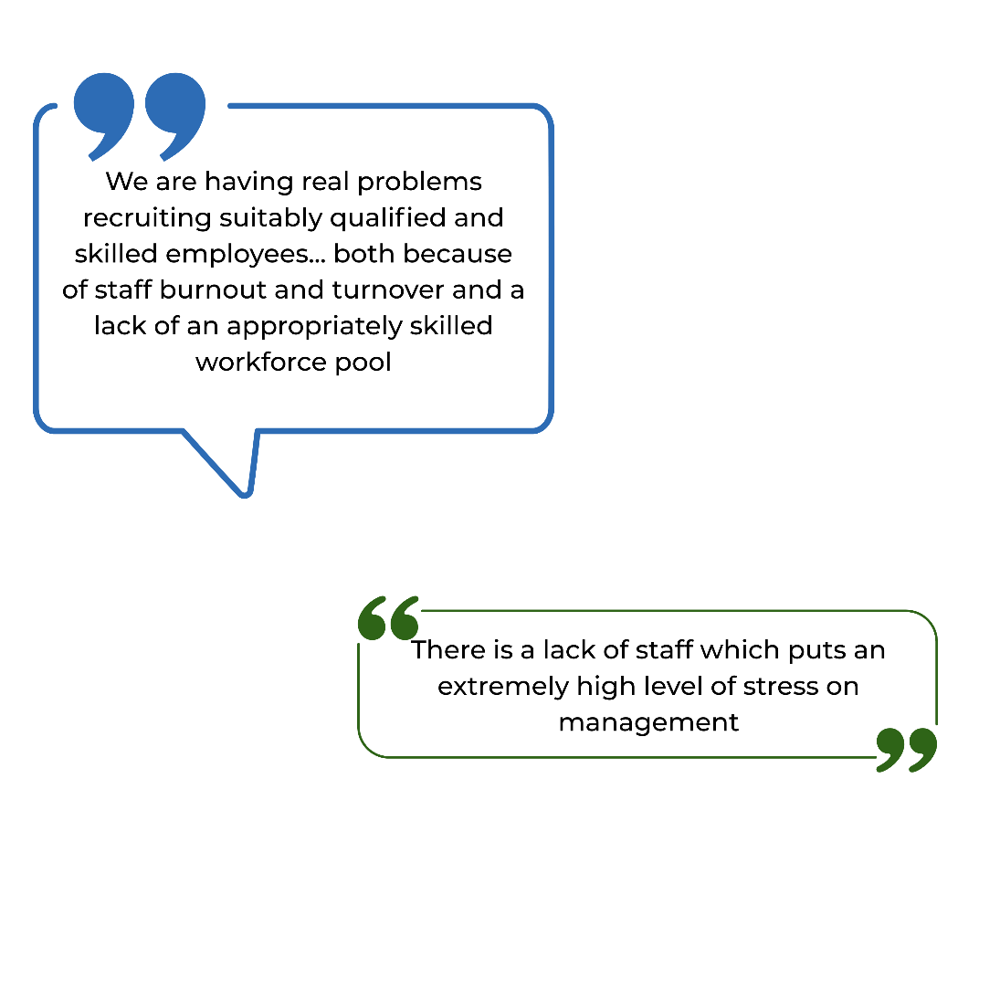 We are having real problems
recruiting suitably qualified and
skilled employees... both because
of staff burnout and turnover and a
lack of an appropriately skilled
workforce pool
There is a lack of staff which puts an
extremely high level of stress on
management